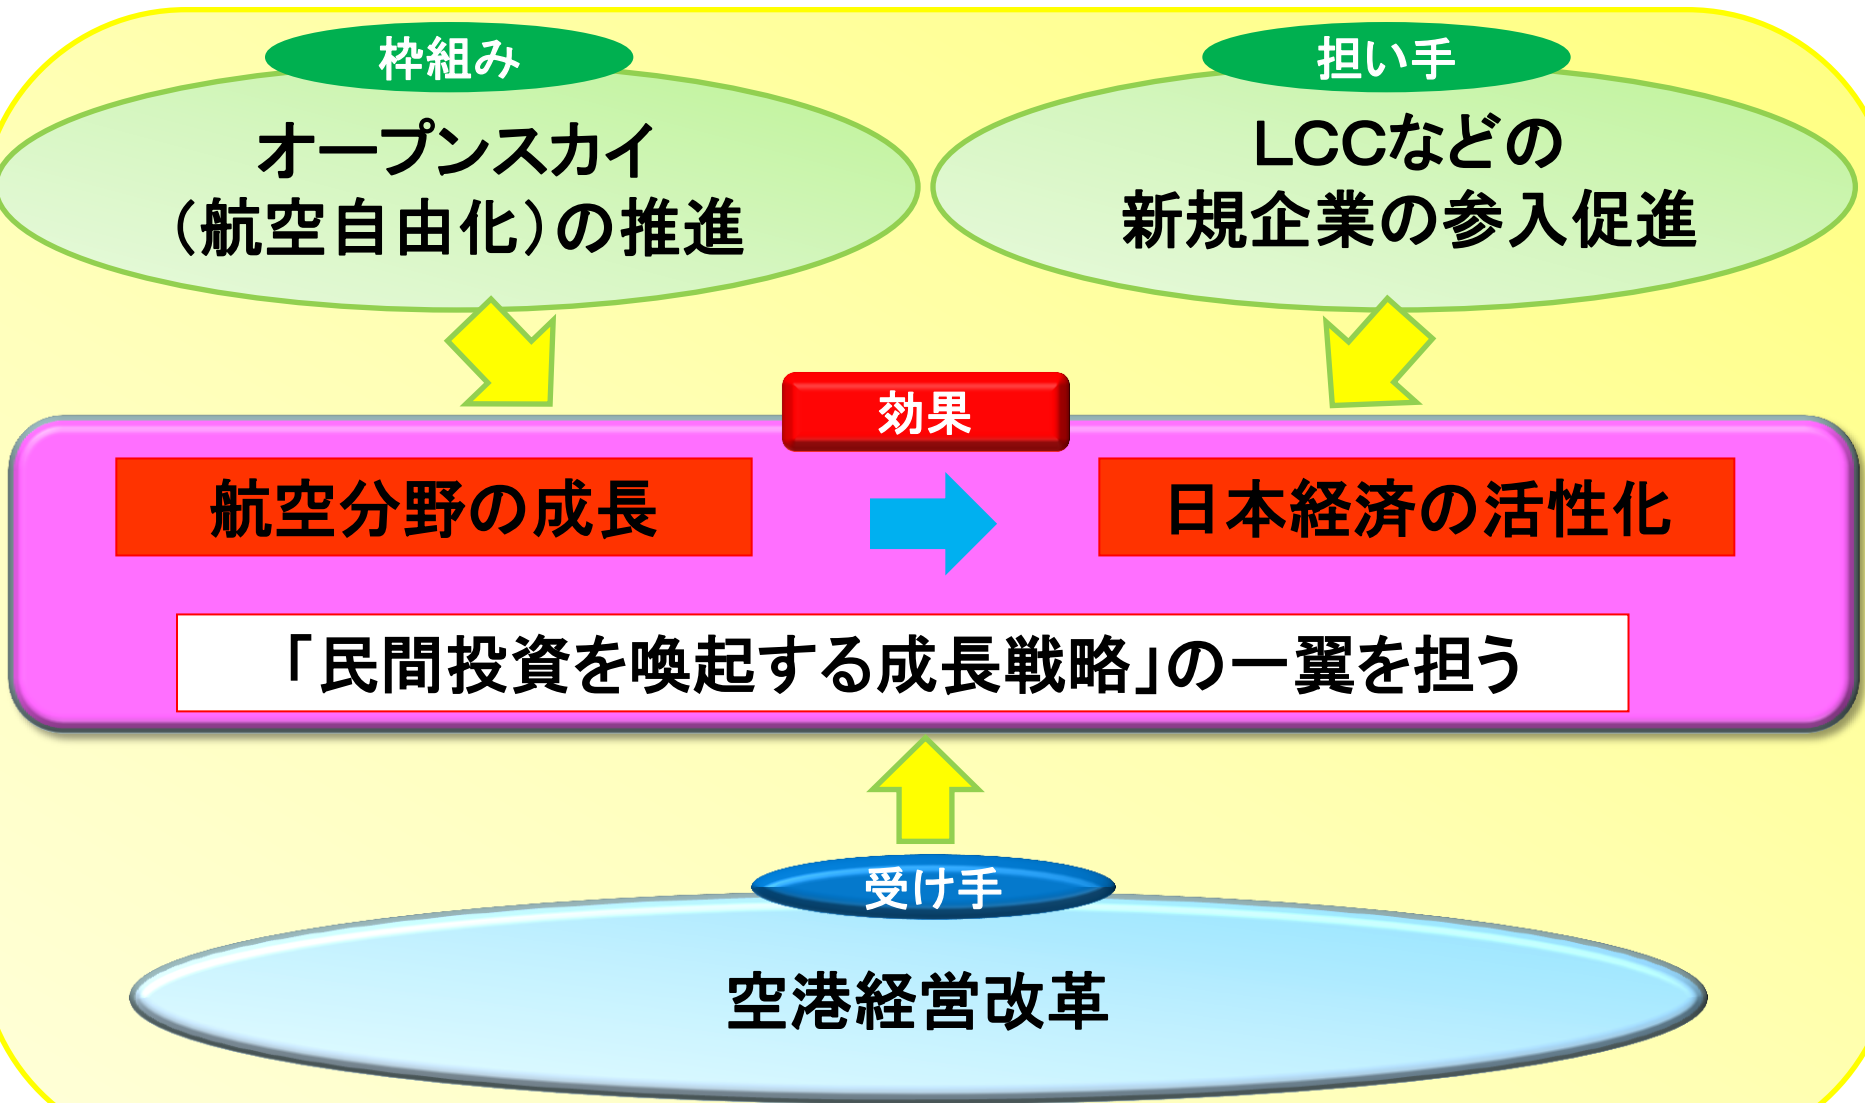 枠組み
オープンスカイ
（航空自由化）の推進
担い手
ＬＣＣなどの
新規企業の参入促進
効果
航空分野の成長
日本経済の活性化
「民間投資を喚起する成長戦略」の一翼を担う
受け手
空港経営改革